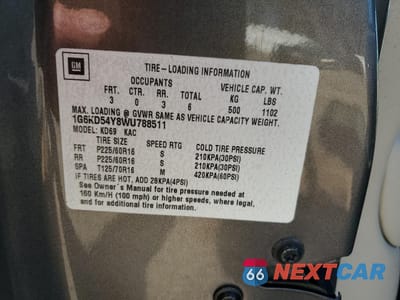 GM
TIRE-LOADING INFORMATION
OCCUPANTS VEHICLE CAP. WT.
FRT. CTR. RR. TOTAL KG LBS
3 0 3 6 500 1102
MAX. LOADING @ GVWR SAME AS VEHICLE CAPACITY WEIGHT
1G6KD54Y8WU788511
MODEL: KD69 KAC
TIRE SIZE SPEED RTG COLD TIRE PRESSURE
FRT P225/60R16 S 210KPA(30PSI)
RR P225/60R16 S 210KPA(30PSI)
SPA T125/70R16 M 420KPA(60PSI)
IF TIRES ARE HOT, ADD 28KPA(4PSI)
See Owner's Manual for tire pressure needed at
160 Km/H (100 mph) or higher speeds, where legal,
and for additional tire information.
66 NEXTCAR